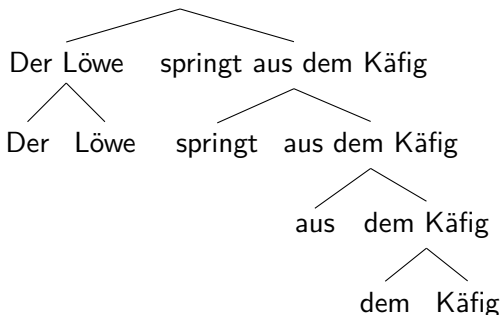 Der Löwe springt aus dem Käfig
Der Löwe springt aus dem Käfig
aus dem Käfig
dem Käfig